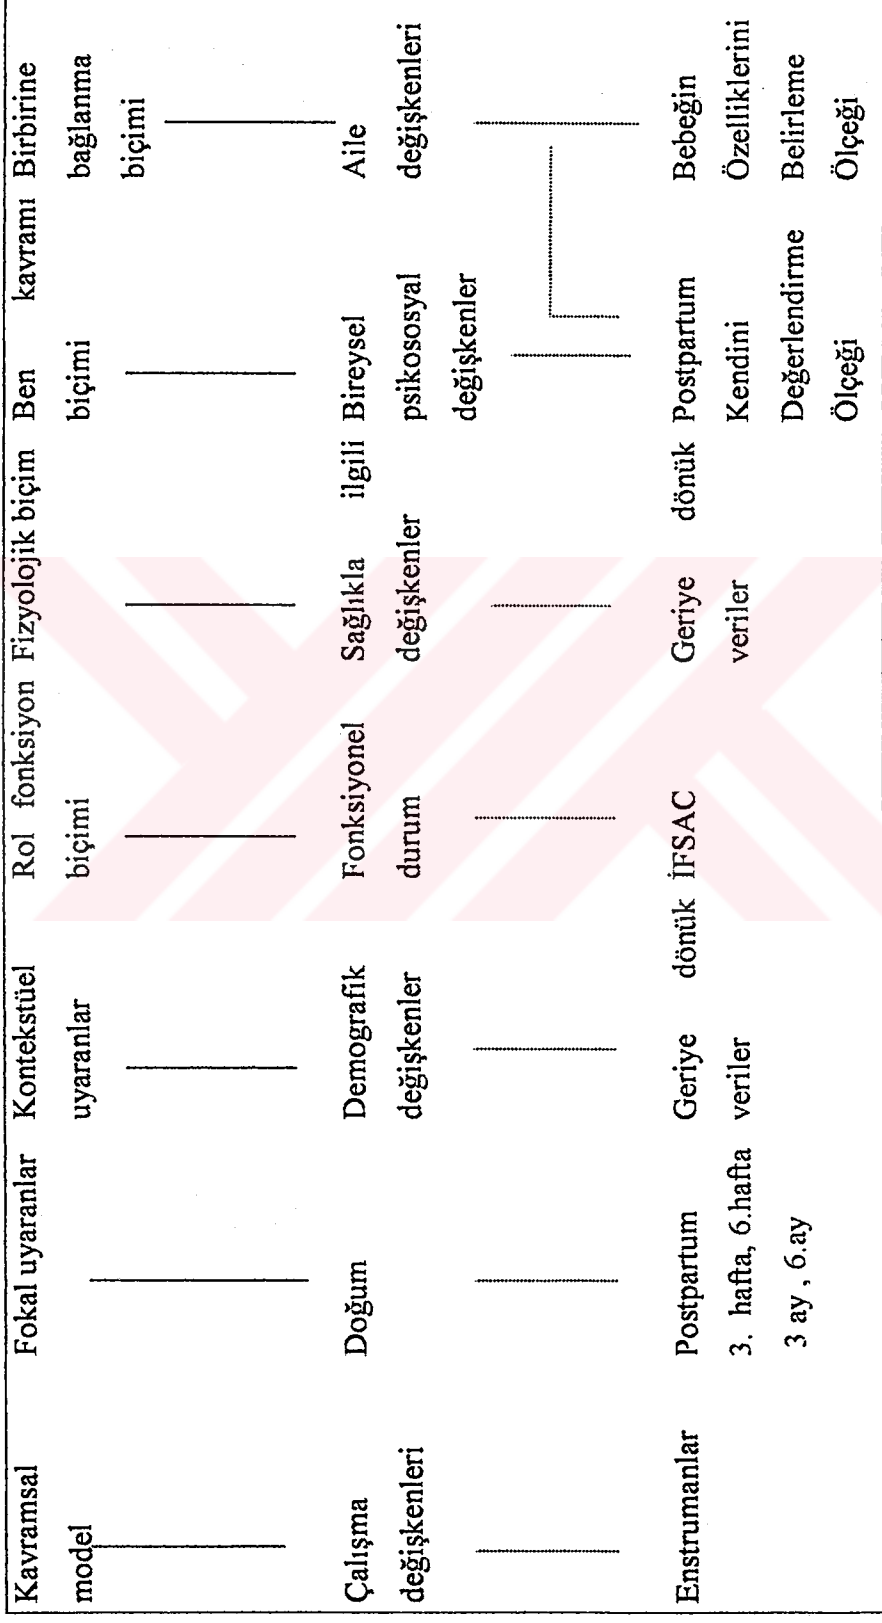 Kavramsal
model
Fokal uyaranlar
Kontekstüel
uyaranlar
Rol fonksiyon
biçimi
Fizyolojik biçim
Ben kavramı
biçimi
Birbirine
bağlanma
biçimi
Çalışma
değişkenleri
Doğum
Demografik
değişkenler
Fonksiyonel
durum
Sağlıkla ilgili
değişkenler
Bireysel
psikososyal
değişkenler
Aile
değişkenleri
Enstrumanlar
Postpartum
3. hafta, 6.hafta
3 ay , 6.ay
Geriye dönük
veriler
İFSAC
Geriye dönük
veriler
Postpartum
Kendini
Değerlendirme
Ölçeği
Bebeğin
Özelliklerini
Belirleme
Ölçeği